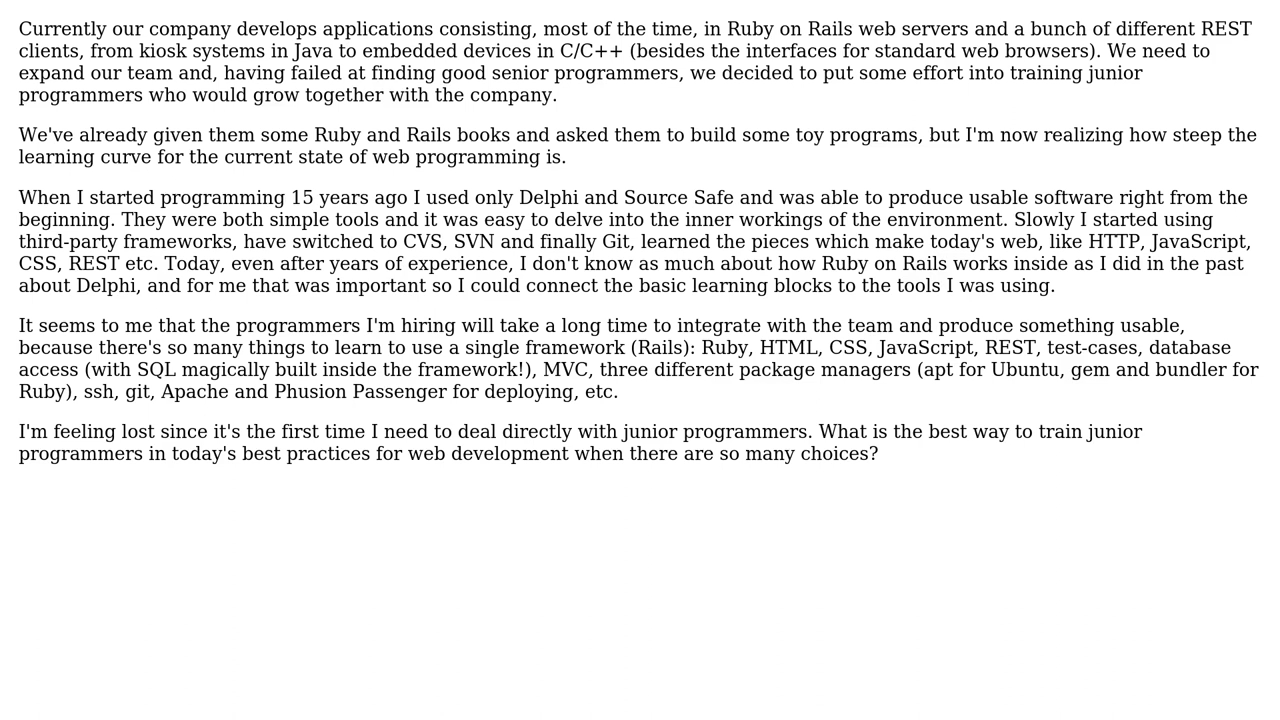 Currently our company develops applications consisting, most of the time, in Ruby on Rails web servers and a bunch of different REST
clients, from kiosk systems in Java to embedded devices in C/C++ (besides the interfaces for standard web browsers). We need to
expand our team and, having failed at finding good senior programmers, we decided to put some effort into training junior
programmers who would grow together with the company.
We've already given them some Ruby and Rails books and asked them to build some toy programs, but I'm now realizing how steep the
learning curve for the current state of web programming is.
When I started programming 15 years ago I used only Delphi and Source Safe and was able to produce usable software right from the
beginning. They were both simple tools and it was easy to delve into the inner workings of the environment. Slowly I started using
third-party frameworks, have switched to CVS, SVN and finally Git, learned the pieces which make today's web, like HTTP, JavaScript,
CSS, REST etc. Today, even after years of experience, I don't know as much about how Ruby on Rails works inside as I did in the past
about Delphi, and for me that was important so I could connect the basic learning blocks to the tools I was using.
It seems to me that the programmers I'm hiring will take a long time to integrate with the team and produce something usable,
because there's so many things to learn to use a single framework (Rails): Ruby, HTML, CSS, JavaScript, REST, test-cases, database
access (with SQL magically built inside the framework!), MVC, three different package managers (apt for Ubuntu, gem and bundler for
Ruby), ssh, git, Apache and Phusion Passenger for deploying, etc.
I'm feeling lost since it's the first time I need to deal directly with junior programmers. What is the best way to train junior
programmers in today's best practices for web development when there are so many choices?